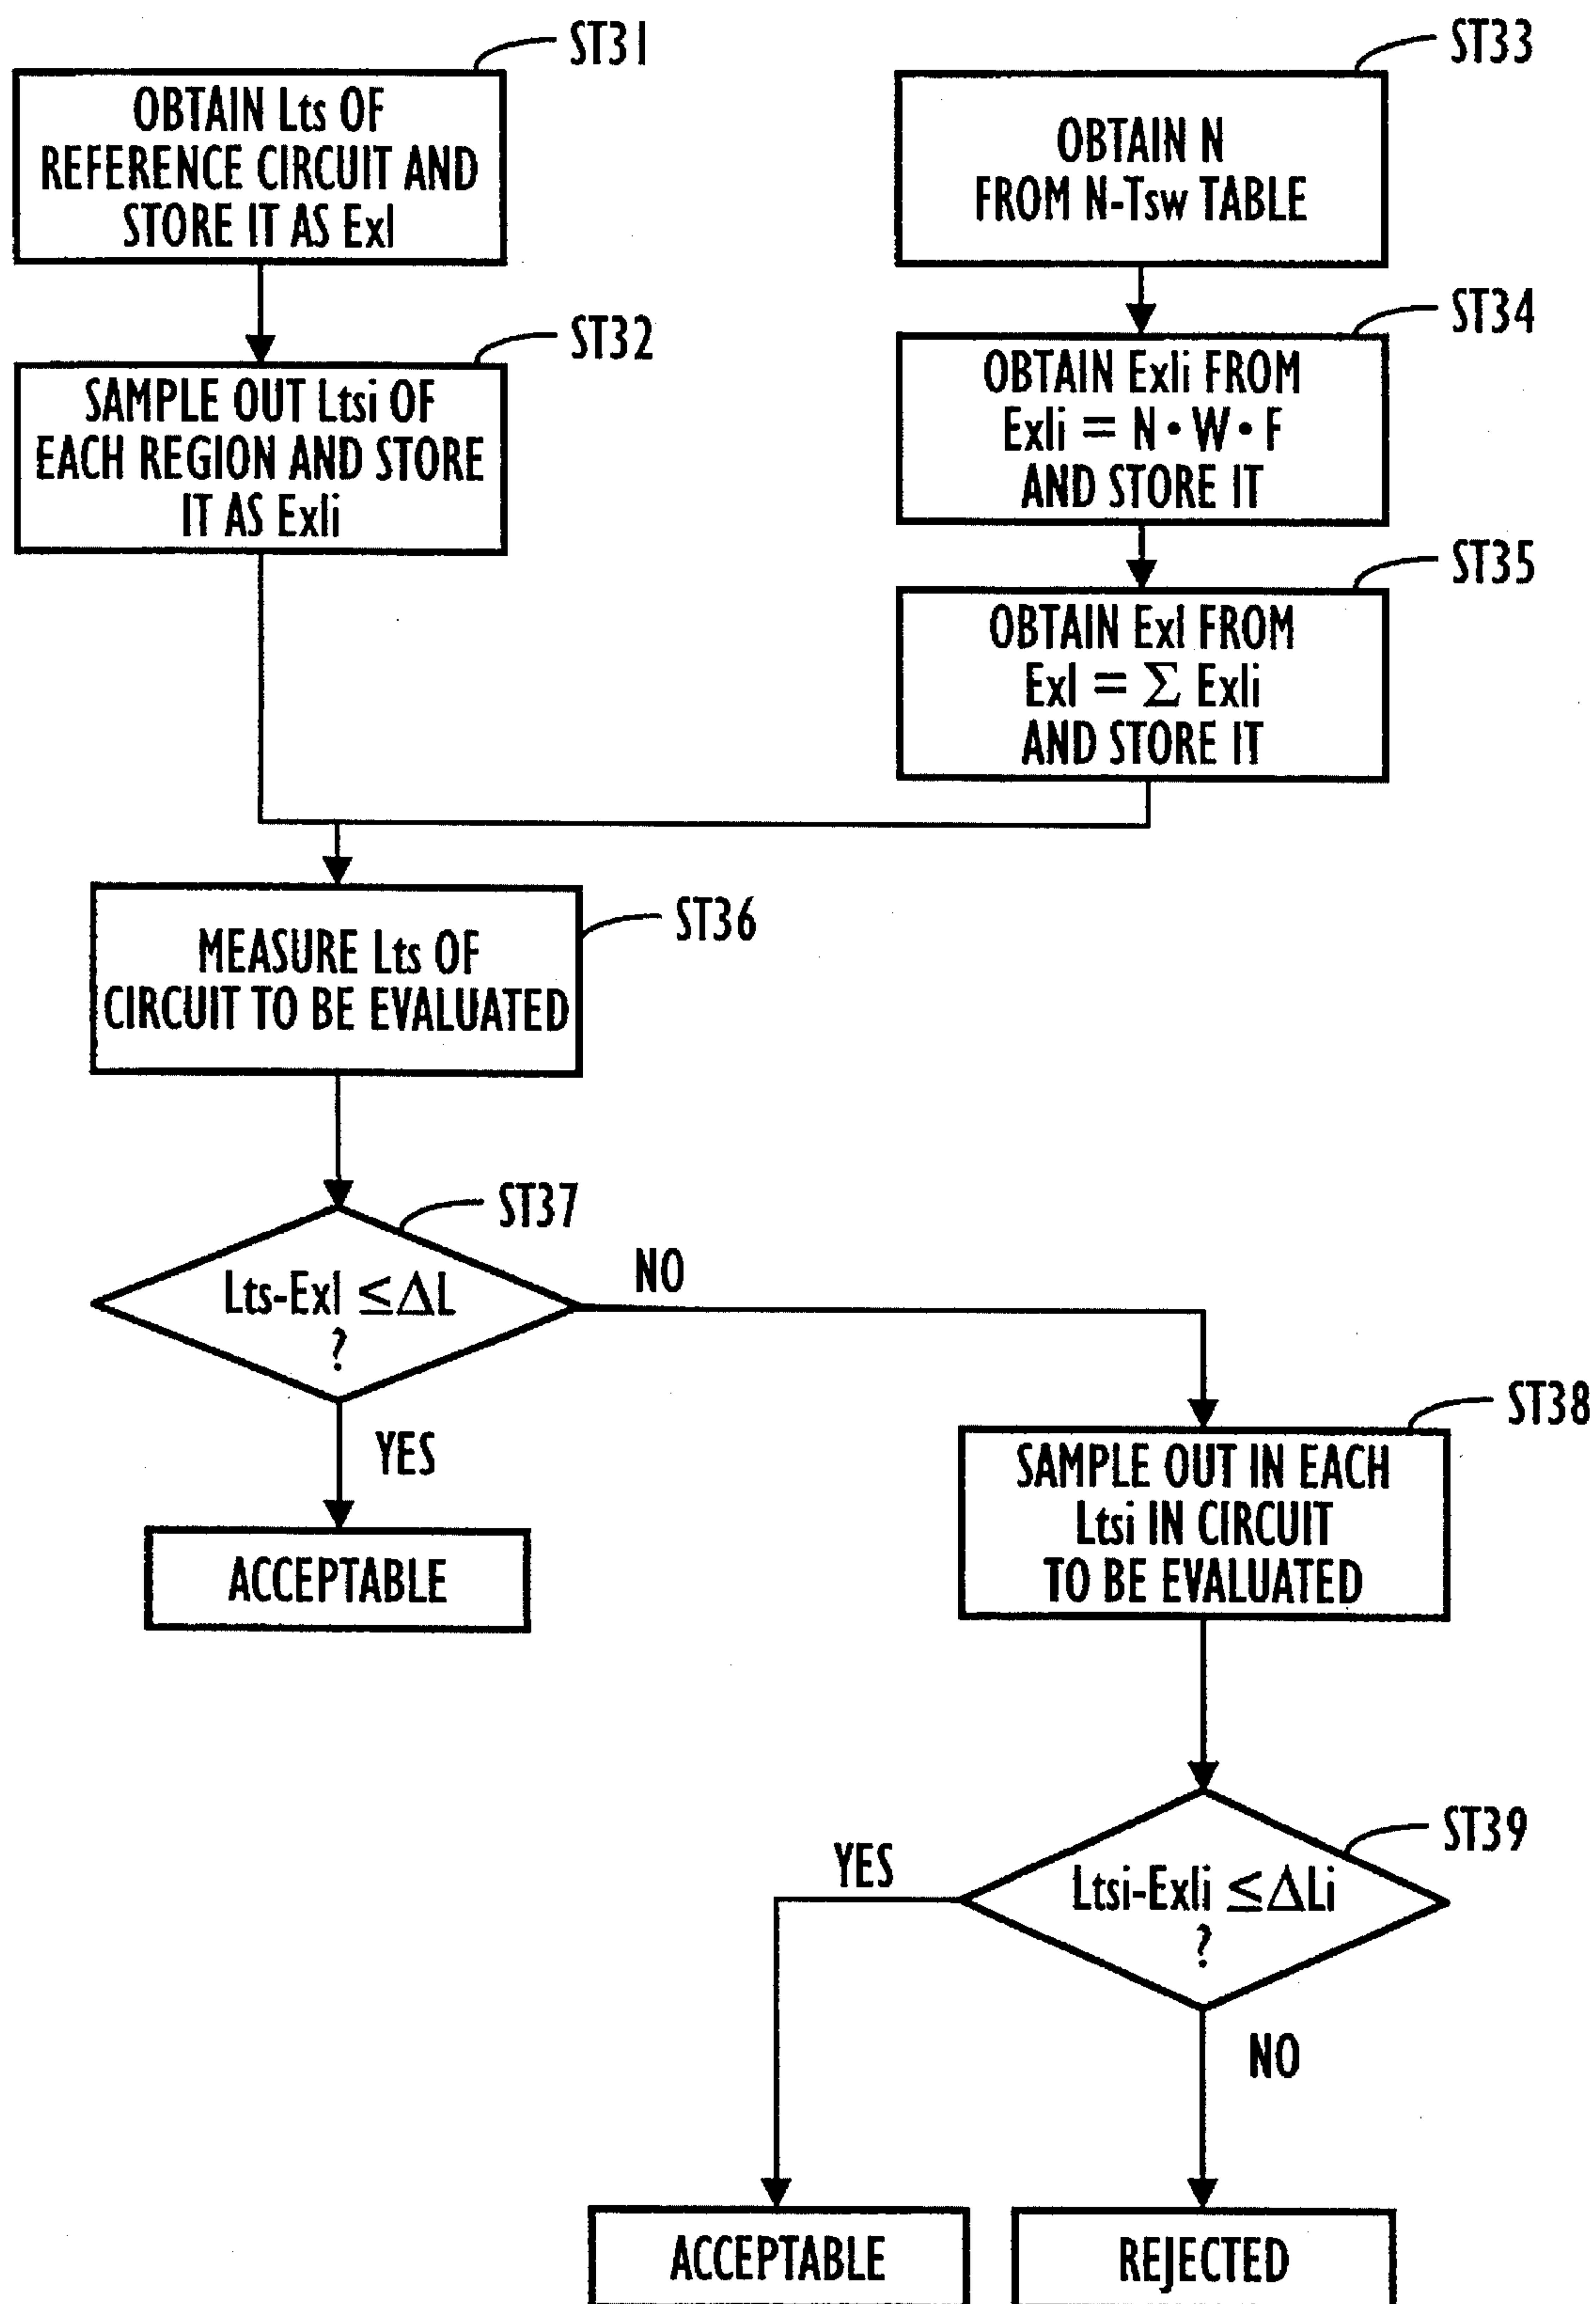 ST31
OBTAIN Lts OF
REFERENCE CIRCUIT AND
STORE IT AS Exl
ST32
SAMPLE OUT Ltsi OF
EACH REGION AND STORE
IT AS Exli
ST33
OBTAIN N
FROM N-Tsw TABLE
ST34
OBTAIN Exli FROM
Exli = N·W·F
AND STORE IT
ST35
OBTAIN Exl FROM
Exl = Σ Exli
AND STORE IT
ST36
MEASURE Lts OF
CIRCUIT TO BE EVALUATED
ST37
Lts-Exl ≤ΔL
?
NO
YES
ACCEPTABLE
ST38
SAMPLE OUT IN EACH
Ltsi IN CIRCUIT
TO BE EVALUATED
ST39
Ltsi-Exli ≤ΔLi
?
YES
NO
ACCEPTABLE
REJECTED